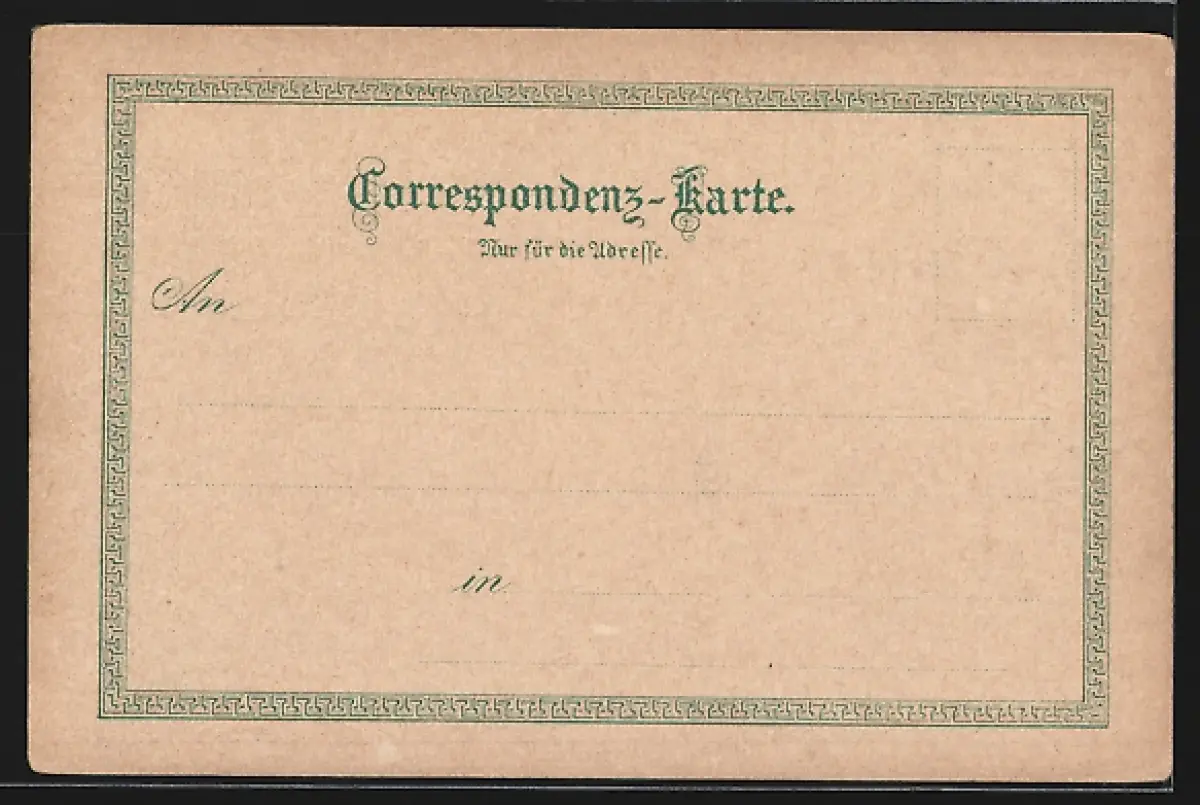 Correspondenz-Karte.
Nur für die Adresse.
An
in